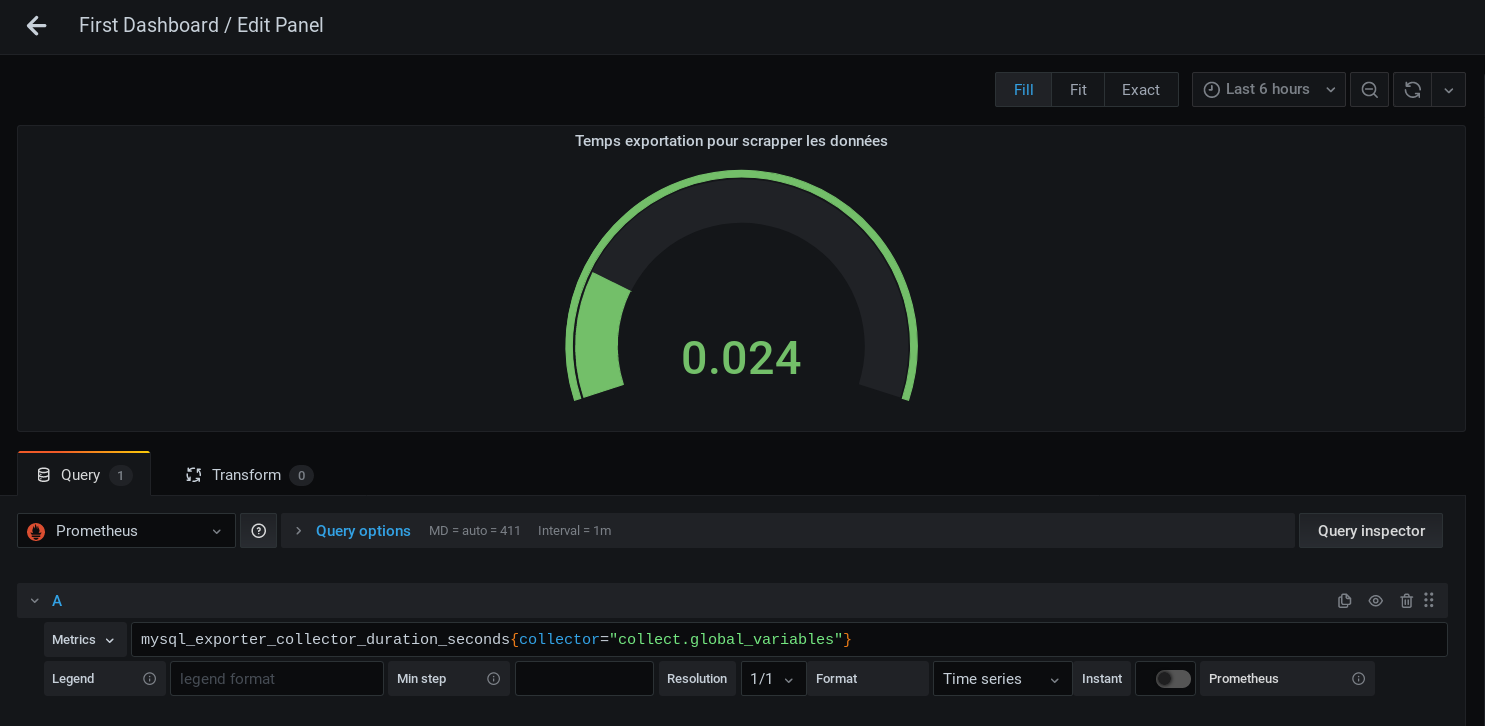 First Dashboard / Edit Panel
Fill Fit Exact Last 6 hours
Temps exportation pour scrapper les données
0.024
Query 1 Transform 0
Prometheus Query options MD = auto = 411 Interval = 1m Query inspector
A
Metrics mysql_exporter_collector_duration_seconds{collector="collect.global_variables"}
Legend legend format Min step Resolution 1/1 Format Time series Instant Prometheus